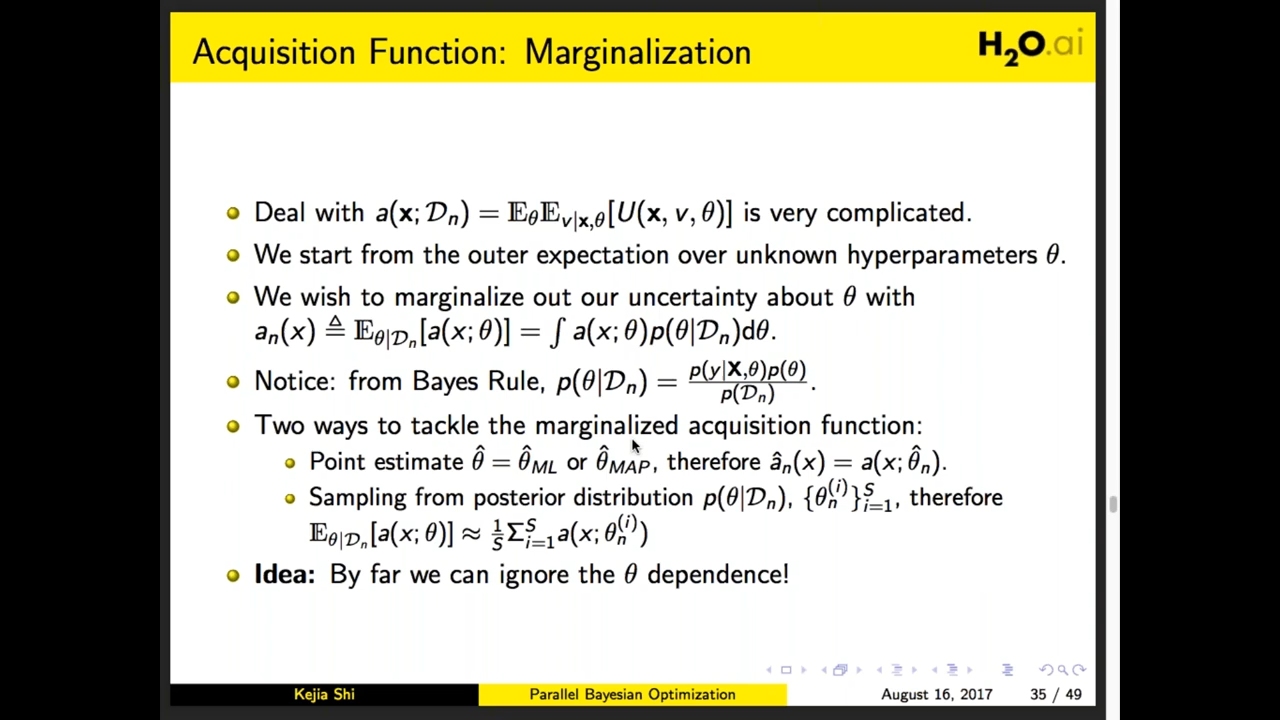 Acquisition Function: Marginalization
H2O.ai
Deal with a(x; 𝒟ₙ) = 𝔼_θ𝔼_{v|x,θ}[U(x, v, θ)] is very complicated.
We start from the outer expectation over unknown hyperparameters θ.
We wish to marginalize out our uncertainty about θ with
aₙ(x) ≜ 𝔼_{θ|𝒟ₙ}[a(x; θ)] = ∫ a(x; θ)p(θ|𝒟ₙ)dθ.
Notice: from Bayes Rule, p(θ|𝒟ₙ) = p(y|X,θ)p(θ) / p(𝒟ₙ).
Two ways to tackle the marginalized acquisition function:
Point estimate θ̂ = θ̂_ML or θ̂_MAP, therefore âₙ(x) = a(x; θ̂ₙ).
Sampling from posterior distribution p(θ|𝒟ₙ), {θₙ^(i)}_{i=1}^S, therefore
𝔼_{θ|𝒟ₙ}[a(x; θ)] ≈ 1/S Σ_{i=1}^S a(x; θₙ^(i))
Idea: By far we can ignore the θ dependence!
Kejia Shi
Parallel Bayesian Optimization
August 16, 2017
35 / 49